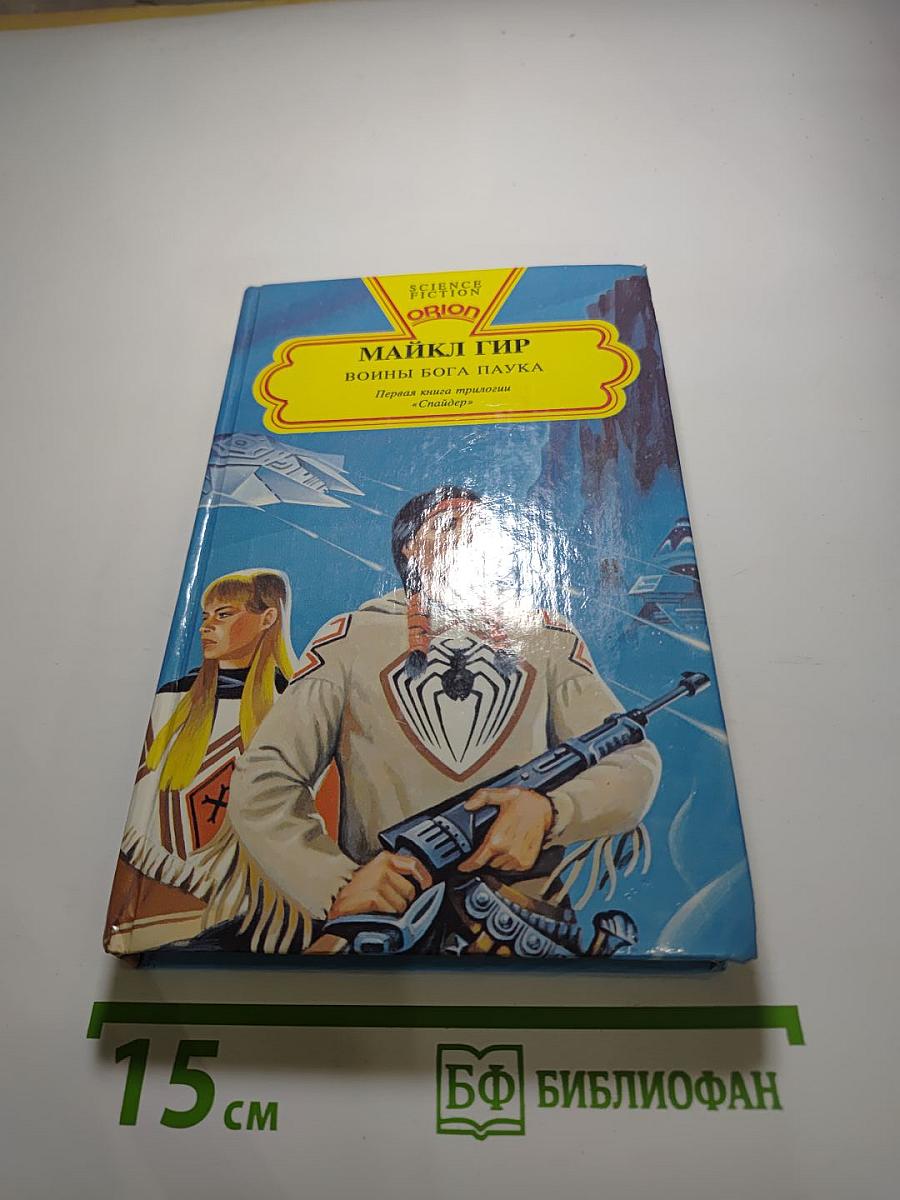 SCIENCE
FICTION
ORION
МАЙКЛ ГИР
ВОИНЫ БОГА ПАУКА
Первая книга трилогии
«Спайдер»
15 см
БФ БИБЛИОФАН